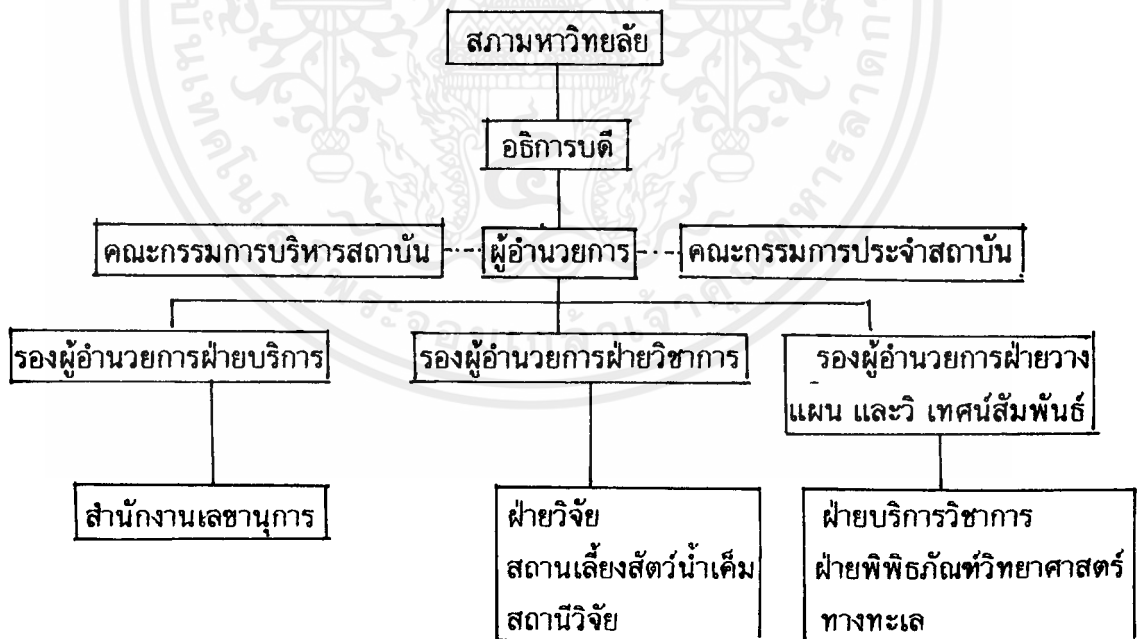 สภามหาวิทยลัย
อธิการบดี
คณะกรรมการบริหารสถาบัน
ผู้อำนวยการ
คณะกรรมการประจำสถาบัน
รองผู้อำนวยการฝ่ายบริการ
รองผู้อำนวยการฝ่ายวิชาการ
รองผู้อำนวยการฝ่ายวาง
แผน และวิ เทศน์สัมพันธ์
สำนักงานเลขานุการ
ฝ่ายวิจัย
สถานเลี้ยงสัตว์น้ำเค็ม
สถานีวิจัย
ฝ่ายบริการวิชาการ
ฝ่ายพิพิธภัณฑ์วิทยาศาสตร์
ทางทะเล